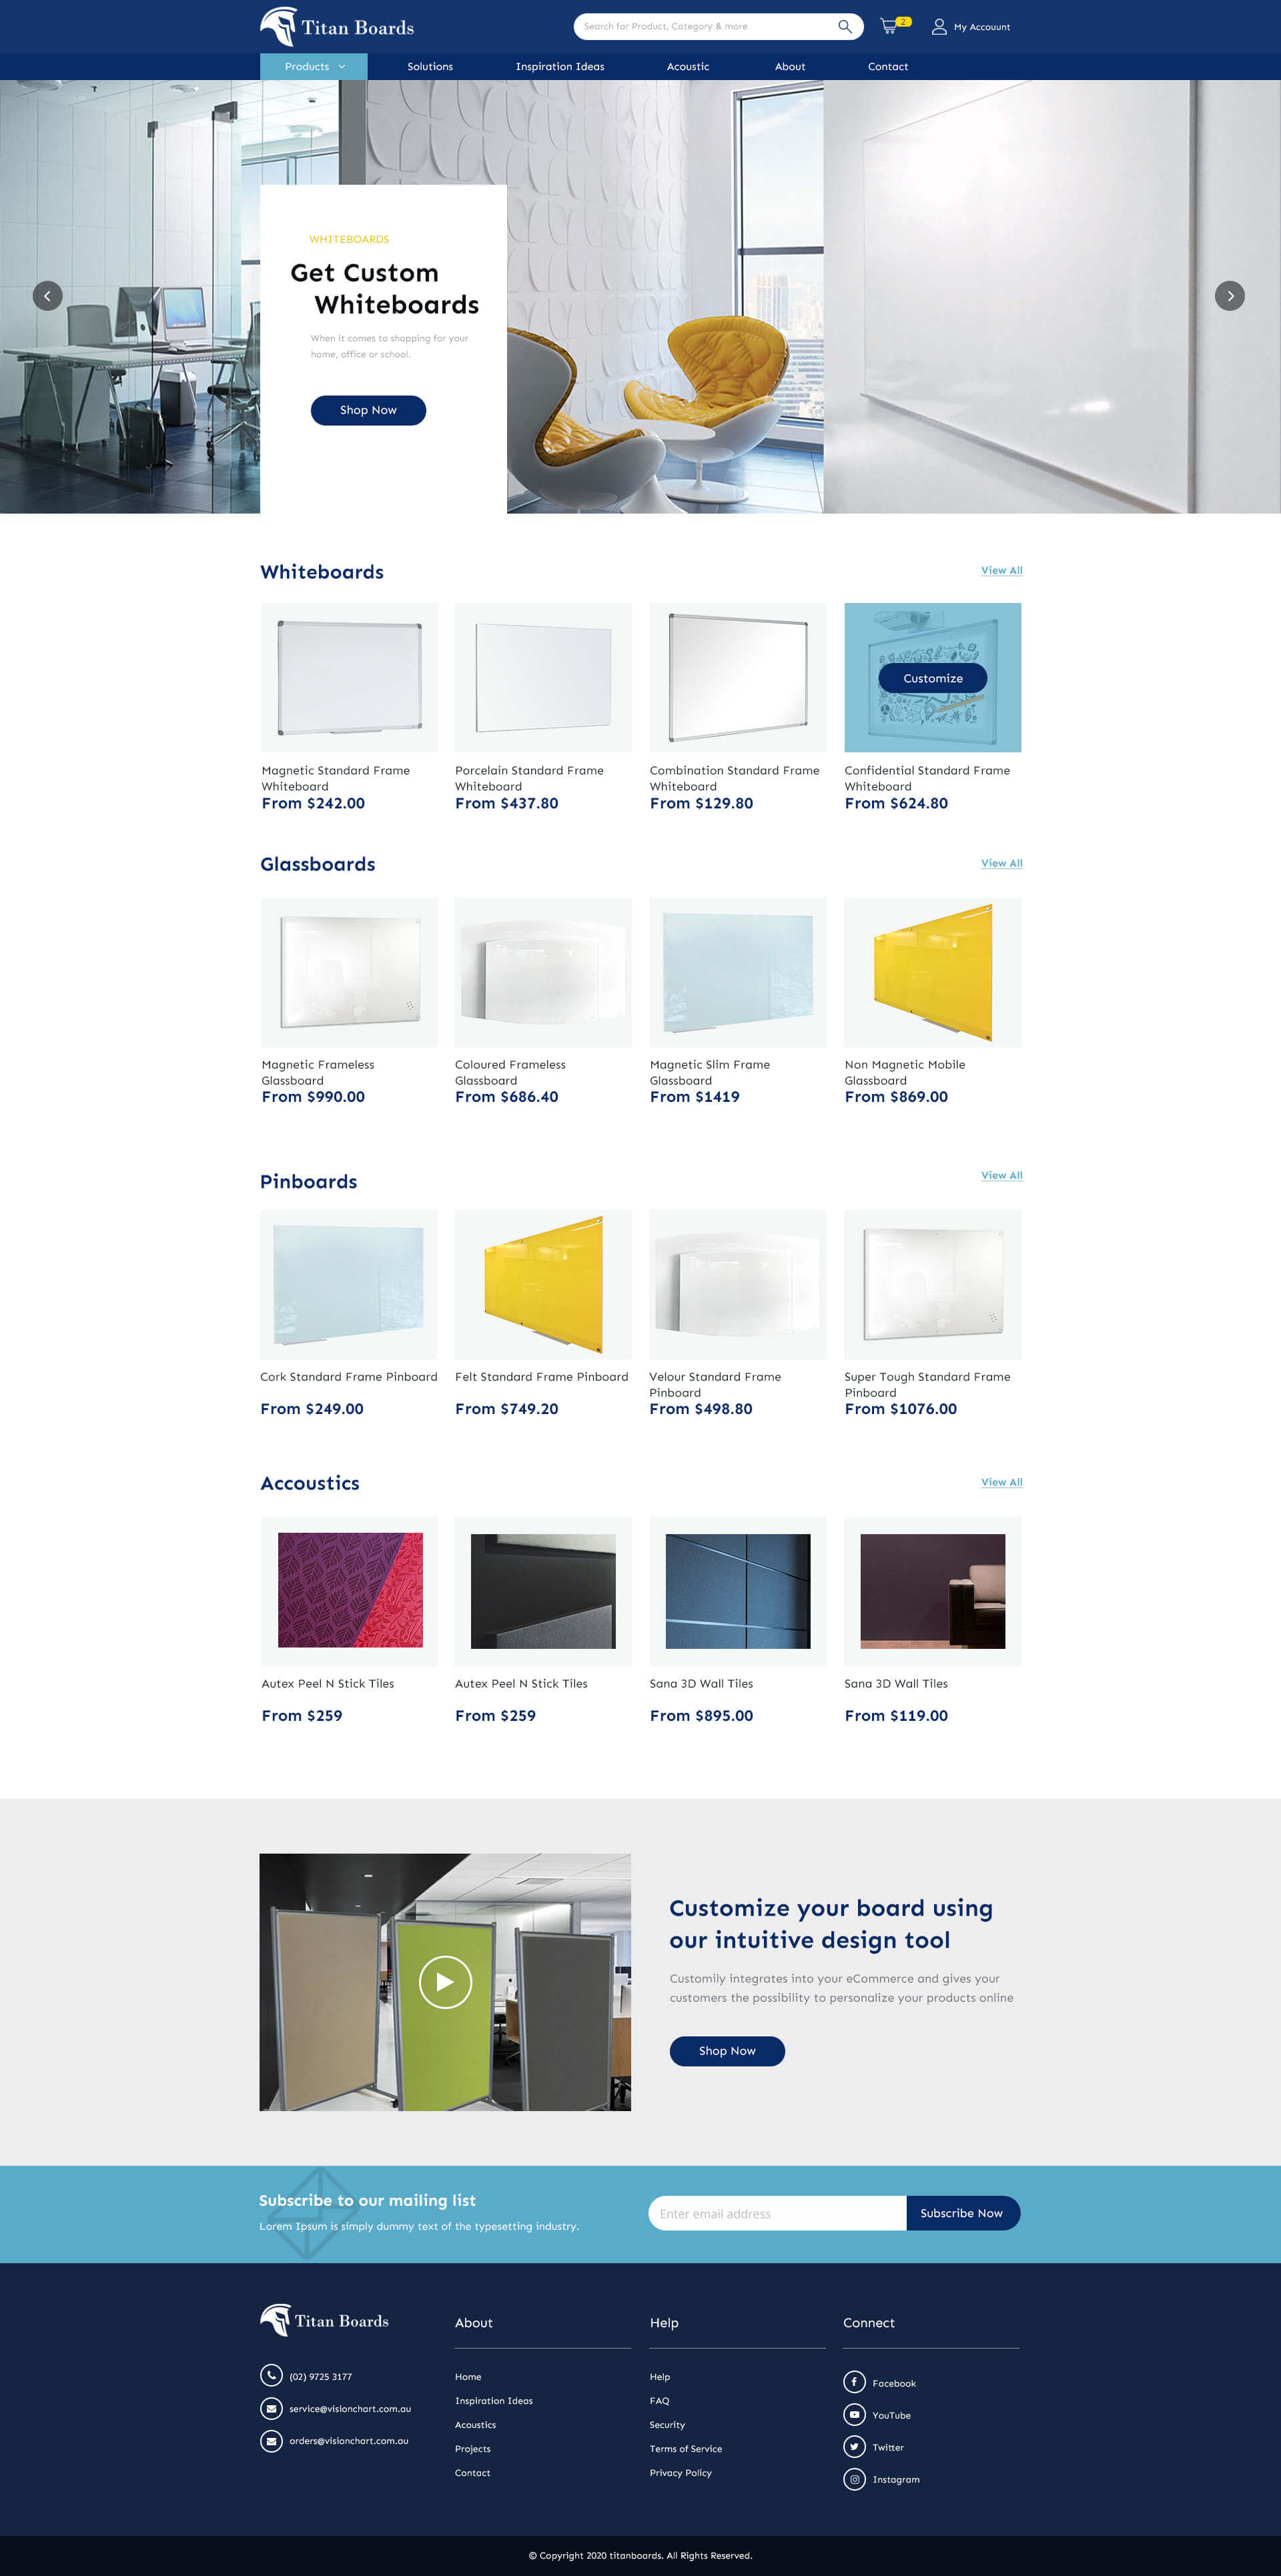 Titan Boards
Search for Product, Category & more
2
My Accouunt
Products
Solutions
Inspiration Ideas
Acoustic
About
Contact
WHITEBOARDS
Get Custom
Whiteboards
When it comes to shopping for your
home, office or school.
Shop Now
Whiteboards
View All
Customize
Magnetic Standard Frame
Whiteboard
From $242.00
Porcelain Standard Frame
Whiteboard
From $437.80
Combination Standard Frame
Whiteboard
From $129.80
Confidential Standard Frame
Whiteboard
From $624.80
Glassboards
View All
Magnetic Frameless
Glassboard
From $990.00
Coloured Frameless
Glassboard
From $686.40
Magnetic Slim Frame
Glassboard
From $1419
Non Magnetic Mobile
Glassboard
From $869.00
Pinboards
View All
Cork Standard Frame Pinboard
From $249.00
Felt Standard Frame Pinboard
From $749.20
Velour Standard Frame
Pinboard
From $498.80
Super Tough Standard Frame
Pinboard
From $1076.00
Accoustics
View All
Autex Peel N Stick Tiles
From $259
Autex Peel N Stick Tiles
From $259
Sana 3D Wall Tiles
From $895.00
Sana 3D Wall Tiles
From $119.00
Customize your board using
our intuitive design tool
Customily integrates into your eCommerce and gives your
customers the possibility to personalize your products online
Shop Now
Subscribe to our mailing list
Lorem Ipsum is simply dummy text of the typesetting industry.
Enter email address
Subscribe Now
Titan Boards
(02) 9725 3177
service@visionchart.com.au
orders@visionchart.com.au
About
Home
Inspiration Ideas
Acoustics
Projects
Contact
Help
Help
FAQ
Security
Terms of Service
Privacy Policy
Connect
Facebook
YouTube
Twitter
Instagram
© Copyright 2020 titanboards. All Rights Reserved.